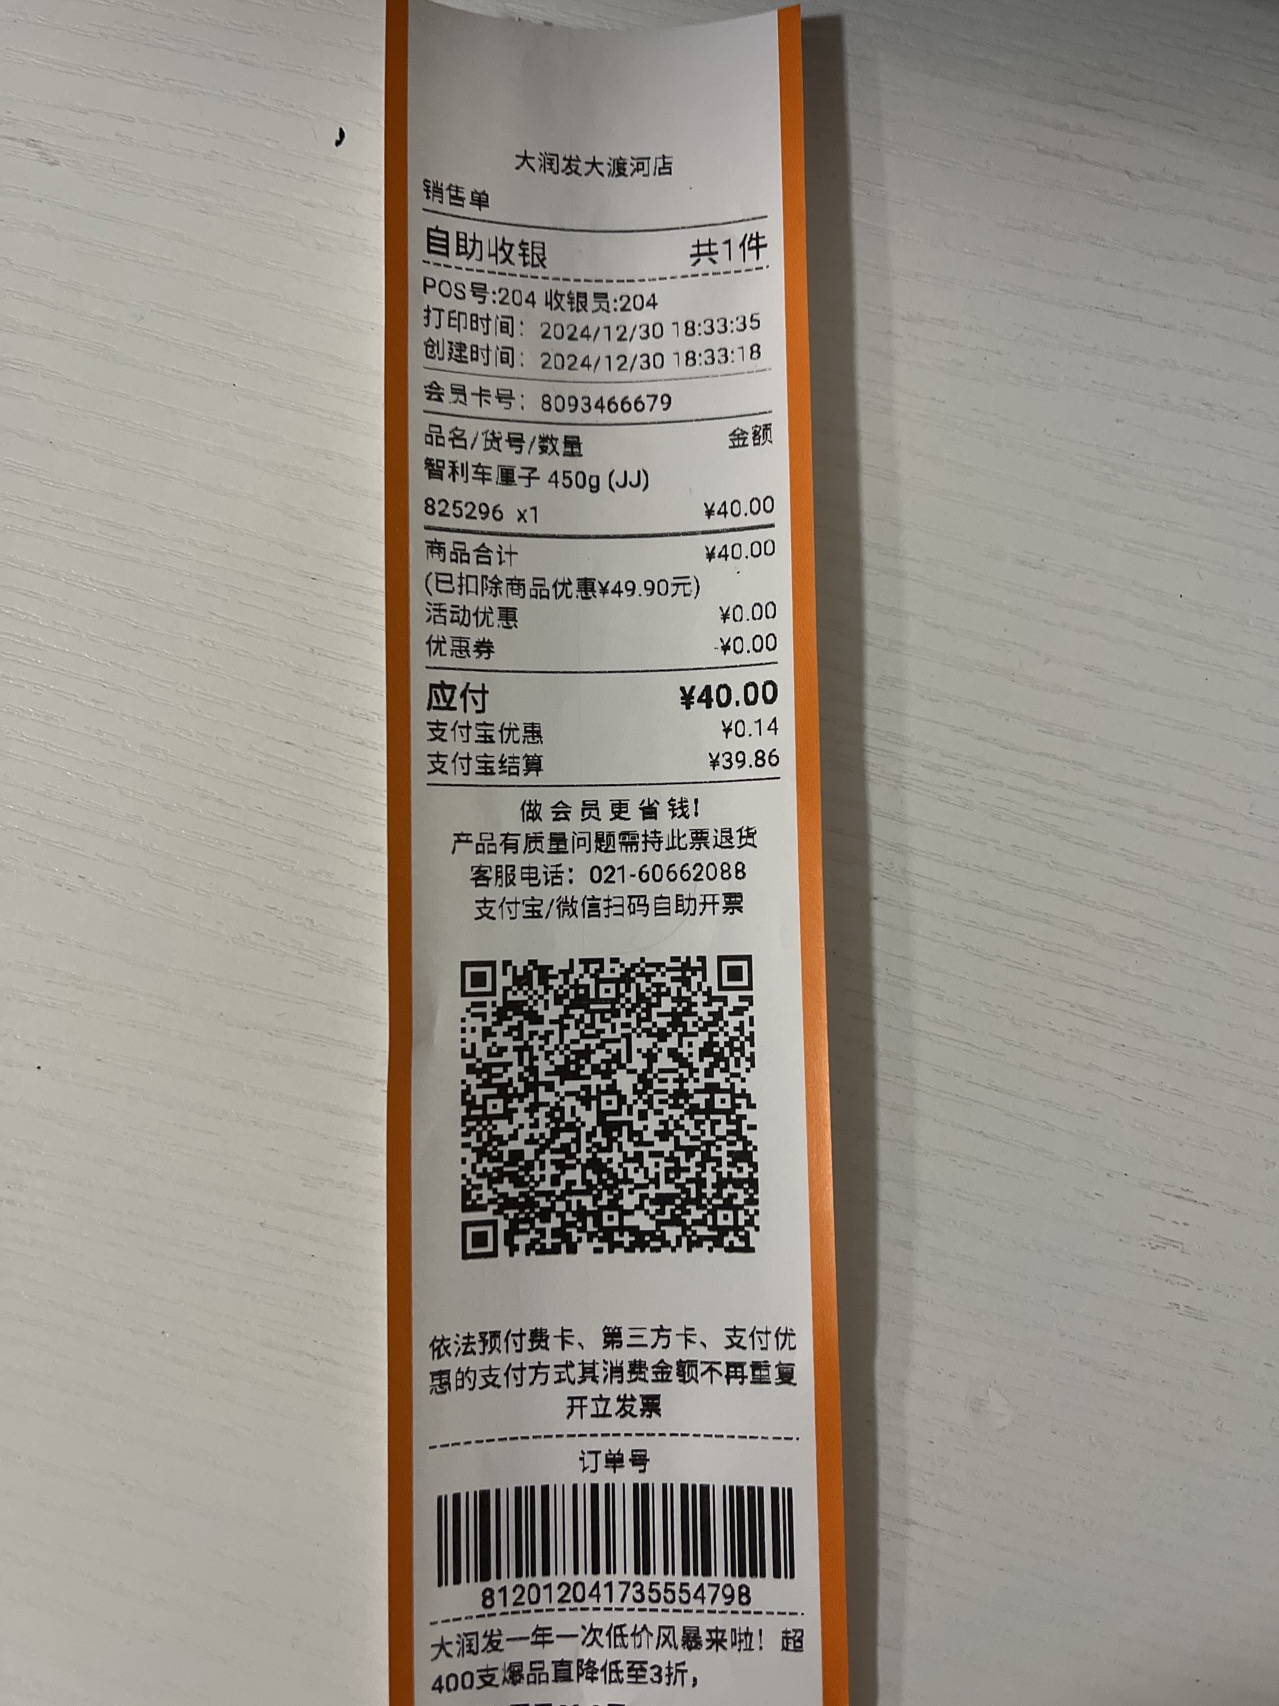 大润发大渡河店
销售单
自助收银 共1件
POS号:204 收银员:204
打印时间： 2024/12/30 18:33:35
创建时间： 2024/12/30 18:33:18
会员卡号： 8093466679
品名/货号/数量 金额
智利车厘子 450g (JJ)
825296 x1 ¥40.00
商品合计 ¥40.00
(已扣除商品优惠¥49.90元)
活动优惠 ¥0.00
优惠券 -¥0.00
应付 ¥40.00
支付宝优惠 ¥0.14
支付宝结算 ¥39.86
做会员更省钱!
产品有质量问题需持此票退货
客服电话：021-60662088
支付宝/微信扫码自助开票
依法预付费卡、第三方卡、支付优
惠的支付方式其消费金额不再重复
开立发票
订单号
812012041735554798
大润发一年一次低价风暴来啦！超
400支爆品直降低至3折，